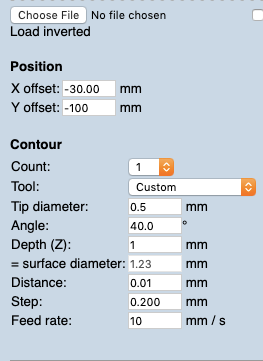 Choose File No file chosen
Load inverted
Position
X offset: -30.00 mm
Y offset: -100 mm
Contour
Count: 1
Tool: Custom
Tip diameter: 0.5 mm
Angle: 40.0 °
Depth (Z): 1 mm
= surface diameter: 1.23 mm
Distance: 0.01 mm
Step: 0.200 mm
Feed rate: 10 mm / s